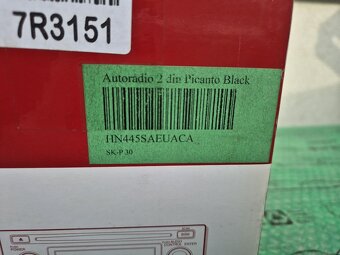 7R3151
Autoradio 2 din Picanto Black
HN445SAEUACA
SK-P 30